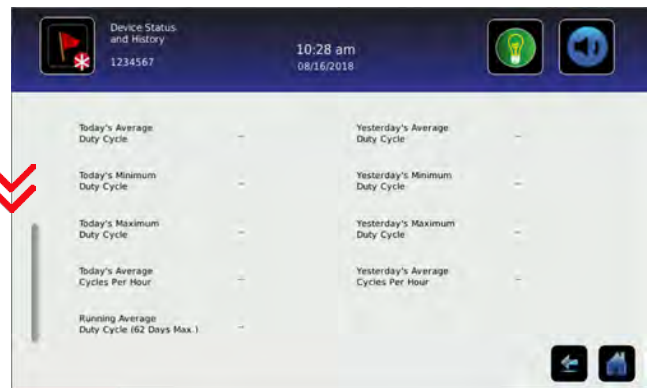 Device Status
and History
1234567
10:28 am
08/16/2018
Today's Average
Duty Cycle --
Yesterday's Average
Duty Cycle --
Today's Minimum
Duty Cycle --
Yesterday's Minimum
Duty Cycle --
Today's Maximum
Duty Cycle --
Yesterday's Maximum
Duty Cycle --
Today's Average
Cycles Per Hour --
Yesterday's Average
Cycles Per Hour --
Running Average
Duty Cycle (62 Days Max.) --